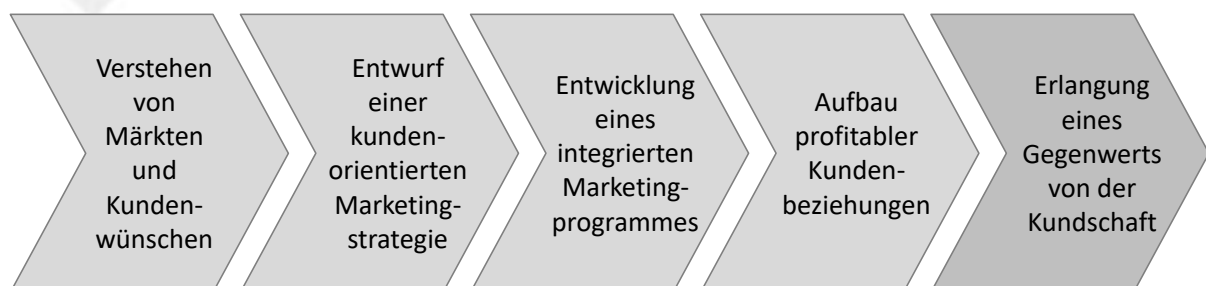 Verstehen
von
Märkten
und
Kunden-
wünschen
Entwurf
einer
kunden-
orientierten
Marketing-
strategie
Entwicklung
eines
integrierten
Marketing-
programmes
Aufbau
profitabler
Kunden-
beziehungen
Erlangung
eines
Gegenwerts
von der
Kundschaft